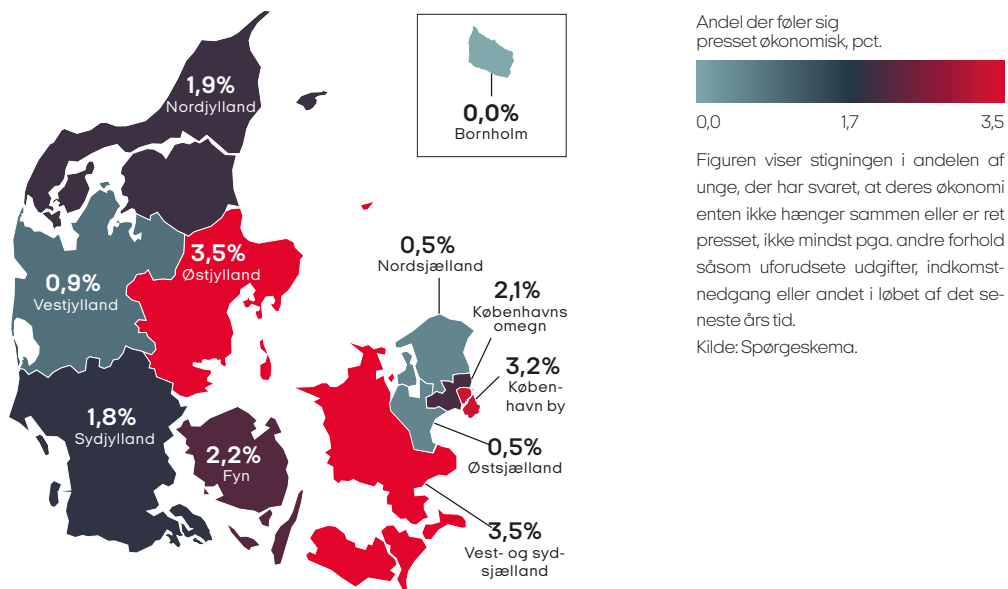 1,9%
Nordjylland
0,0%
Bornholm
3,5%
Østjylland
0,9%
Vestjylland
1,8%
Sydjylland
2,2%
Fyn
0,5%
Nordsjælland
2,1%
Københavns
omegn
3,2%
Køben-
havn by
0,5%
Østsjælland
3,5%
Vest- og syd-
sjælland
Andel der føler sig
presset økonomisk, pct.
0,0 1,7 3,5
Figuren viser stigningen i andelen af
unge, der har svaret, at deres økonomi
enten ikke hænger sammen eller er ret
presset, ikke mindst pga. andre forhold
såsom uforudsete udgifter, indkomst-
nedgang eller andet i løbet af det se-
neste års tid.
Kilde: Spørgeskema.